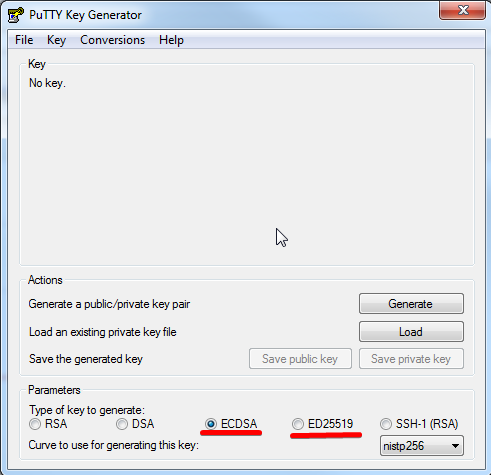 PuTTY Key Generator
File Key Conversions Help
Key
No key.
Actions
Generate a public/private key pair Generate
Load an existing private key file Load
Save the generated key Save public key Save private key
Parameters
Type of key to generate:
RSA DSA ECDSA ED25519 SSH-1 (RSA)
Curve to use for generating this key: nistp256